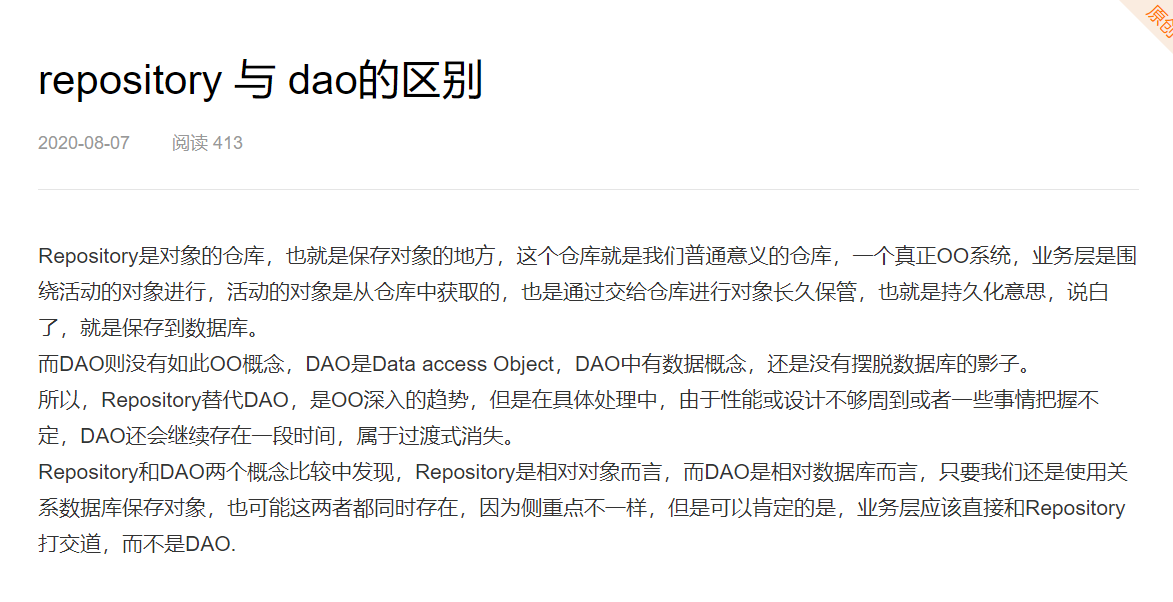 原创
repository 与 dao的区别
2020-08-07 阅读 413
Repository是对象的仓库，也就是保存对象的地方，这个仓库就是我们普通意义的仓库，一个真正OO系统，业务层是围
绕活动的对象进行，活动的对象是从仓库中获取的，也是通过交给仓库进行对象长久保管，也就是持久化意思，说白
了，就是保存到数据库。
而DAO则没有如此OO概念，DAO是Data access Object，DAO中有数据概念，还是没有摆脱数据库的影子。
所以，Repository替代DAO，是OO深入的趋势，但是在具体处理中，由于性能或设计不够周到或者一些事情把握不
定，DAO还会继续存在一段时间，属于过渡式消失。
Repository和DAO两个概念比较中发现，Repository是相对对象而言，而DAO是相对数据库而言，只要我们还是使用关
系数据库保存对象，也可能这两者都同时存在，因为侧重点不一样，但是可以肯定的是，业务层应该直接和Repository
打交道，而不是DAO.